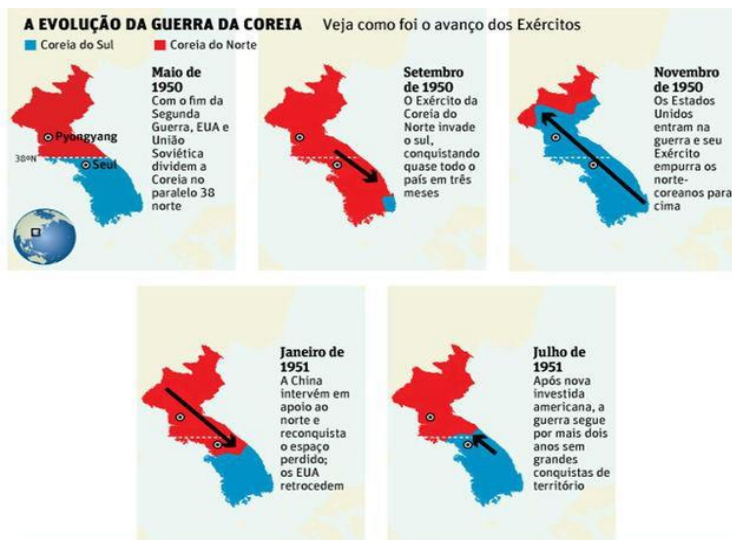 A EVOLUÇÃO DA GUERRA DA COREIA Veja como foi o avanço dos Exércitos
Coreia do Sul Coreia do Norte
Maio de
1950
Com o fim da
Segunda
Guerra, EUA e
União
Soviética
dividem a
Coreia no
paralelo 38
norte
Pyongyang
38ºN
Seul
Setembro
de 1950
O Exército da
Coreia do
Norte invade
o sul,
conquistando
quase todo o
país em três
meses
Novembro
de 1950
Os Estados
Unidos
entram na
guerra e seu
Exército
empurra os
norte-
coreanos para
cima
Janeiro de
1951
A China
intervém em
apoio ao
norte e
reconquista
o espaço
perdido;
os EUA
retrocedem
Julho de
1951
Após nova
investida
americana, a
guerra segue
por mais dois
anos sem
grandes
conquistas de
território